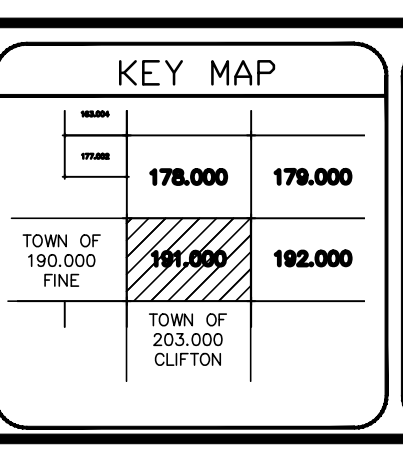 KEY MAP
163.004
177.002
178.000 179.000
TOWN OF
190.000
FINE
191.000 192.000
TOWN OF
203.000
CLIFTON